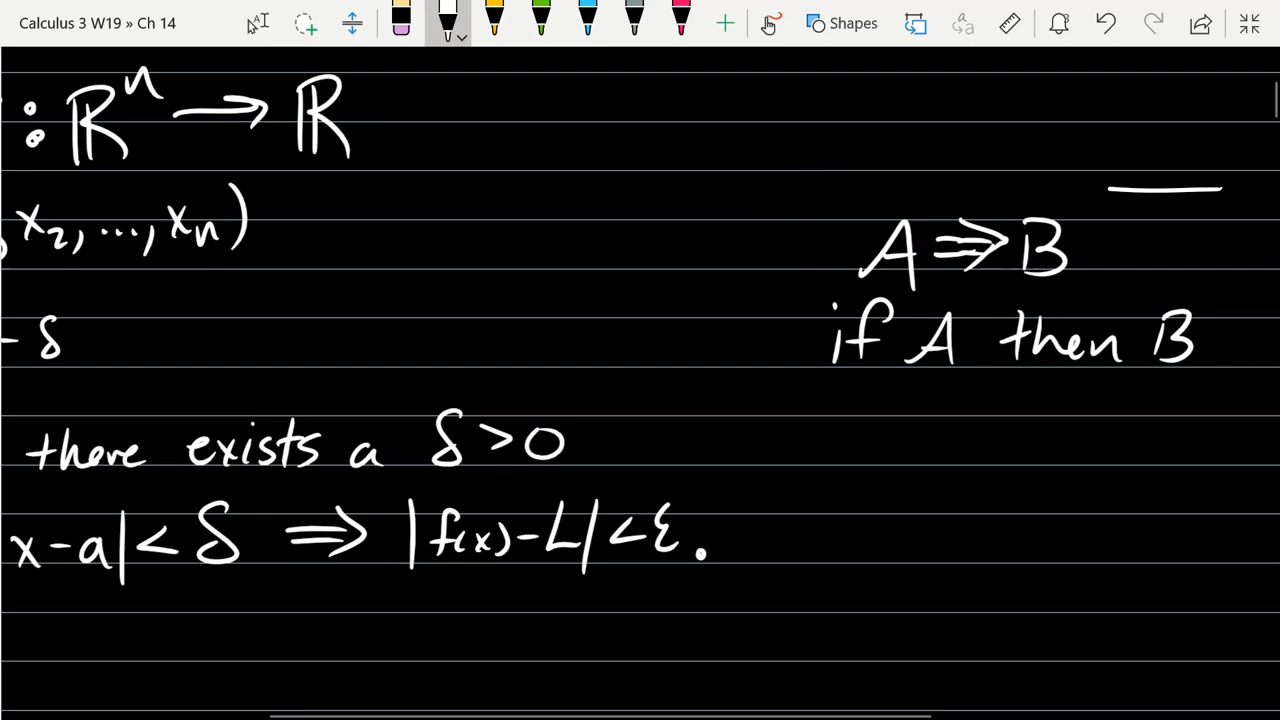 Calculus 3 W19 » Ch 14
Shapes
: ℝⁿ → ℝ
x₂, ..., xₙ)
A ⇒ B
if A then B
- δ
there exists a δ > 0
x - a| < δ ⇒ |f(x) - L| < ε.